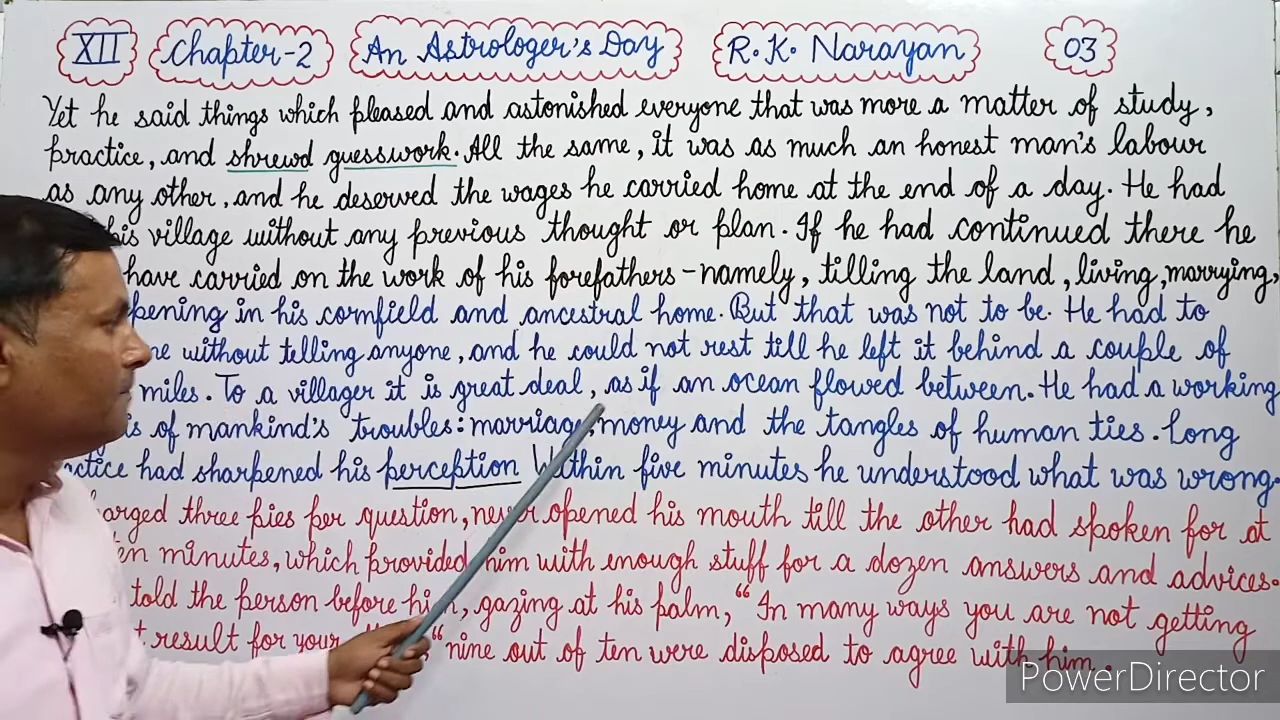 XII Chapter-2 An Astrologer's Day R.K. Narayan 03
Yet he said things which pleased and astonished everyone that was more a matter of study,
practice, and shrewd guesswork. All the same, it was as much an honest man's labour
as any other, and he deserved the wages he carried home at the end of a day. He had
his village without any previous thought or plan. If he had continued there he
have carried on the work of his forefathers - namely, tilling the land, living, marrying,
pening in his cornfield and ancestral home. But that was not to be. He had to
without telling anyone, and he could not rest till he left it behind a couple of
miles. To a villager it is great deal, as if an ocean flowed between. He had a working
of mankind's troubles: marriage, money and the tangles of human ties. Long
ctice had sharpened his perception Within five minutes he understood what was wrong.
arged three pies per question, never opened his mouth till the other had spoken for at
ten minutes, which provided him with enough stuff for a dozen answers and advices.
told the person before him, gazing at his palm, "In many ways you are not getting
result for your "nine out of ten were disposed to agree with him.
PowerDirector